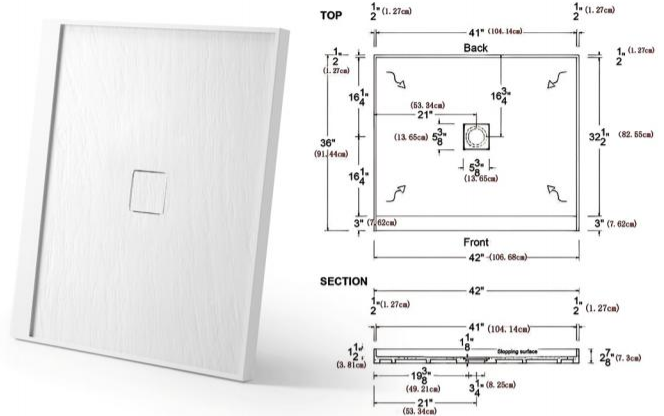 TOP
1/2" (1.27cm)
1/2" (1.27cm)
41" (104.14cm)
Back
1/2" (1.27cm)
1/2" (1.27cm)
16 1/4"
16 3/4"
(53.34cm)
21"
36" (91.44cm)
(13.65cm) 5 3/8"
32 1/2" (82.55cm)
5 3/8" (13.65cm)
16 1/4"
3" (7.62cm)
3" (7.62cm)
Front
42" (106.68cm)
SECTION
42"
1/2" (1.27cm)
1/2" (1.27cm)
41" (104.14cm)
1 1/8"
Slopping surface
1 1/2" (3.81cm)
2 7/8" (7.3cm)
19 3/8" (49.21cm)
3 1/4" (8.25cm)
21" (53.34cm)